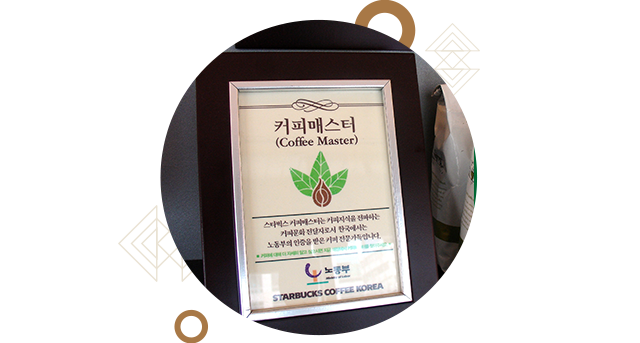 커피매스터
(Coffee Master)
스타벅스 커피매스터는 커피지식을 전파하는
커피문화 전달자로서 한국에서는
노동부의 인증을 받은 커피 전문가들입니다.
노동부
STARBUCKS COFFEE KOREA